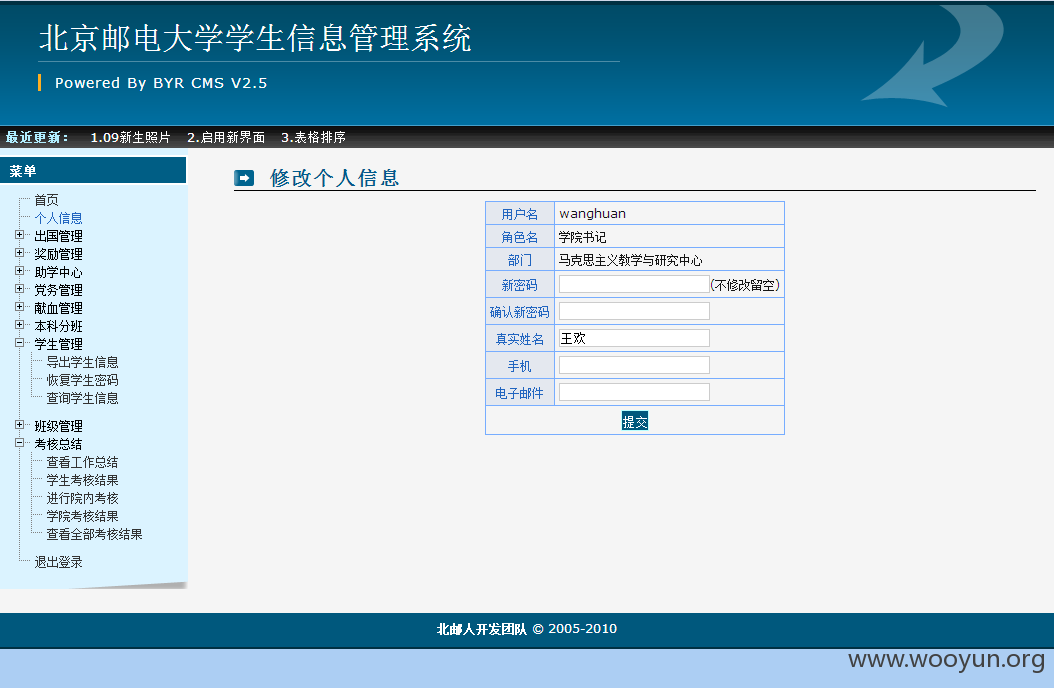 北京邮电大学学生信息管理系统
Powered By BYR CMS V2.5
最近更新： 1.09新生照片 2.启用新界面 3.表格排序
菜单
首页
个人信息
出国管理
奖励管理
助学中心
党务管理
献血管理
本科分班
学生管理
导出学生信息
恢复学生密码
查询学生信息
班级管理
考核总结
查看工作总结
学生考核结果
进行院内考核
学院考核结果
查看全部考核结果
退出登录
修改个人信息
用户名 wanghuan
角色名 学院书记
部门 马克思主义教学与研究中心
新密码 (不修改留空)
确认新密码
真实姓名 王欢
手机
电子邮件
提交
北邮人开发团队 © 2005-2010
www.wooyun.org